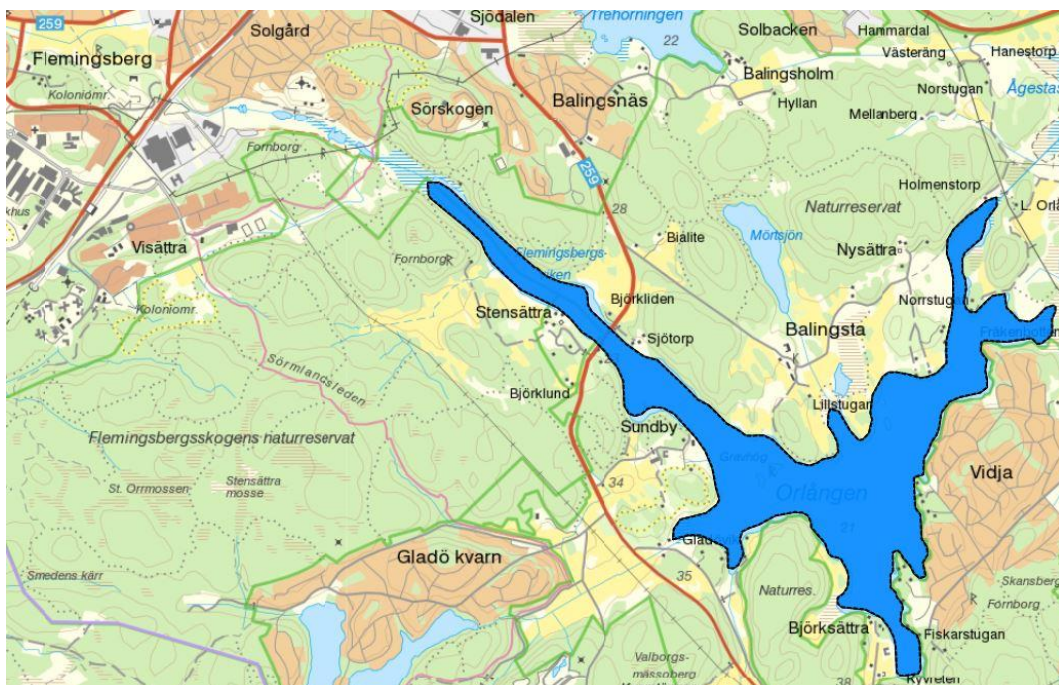 259
Solgård
Sjödalen
Trehörningen
22
Solbacken
Hammardal
Västeräng
Hanestorp
Flemingsberg
Koloniomr.
Sörskogen
Balingsnäs
Balingsholm
Hyllan
Norstugan
Mellanberg
Fornborg
259
Holmenstorp
Visättra
28
Naturreservat
Bialite
Mörtsjön
Nysättra
Fornborg
Flemingsbergs-
viken
Björkliden
Norrstugan
Koloniomr.
Stensättra
Sjötorp
Balingsta
Sörmlandsleden
Björklund
Lillstugan
Sundby
Flemingsbergsskogens naturreservat
Gravhög
Vidja
St. Orrmossen
Stensättra
mosse
34
Orlången
21
Gladö kvarn
35
Smedens kärr
Naturres.
Skansberg
Fornborg
Björksättra
Fiskarstugan
Valborgs-
mässoberg
38